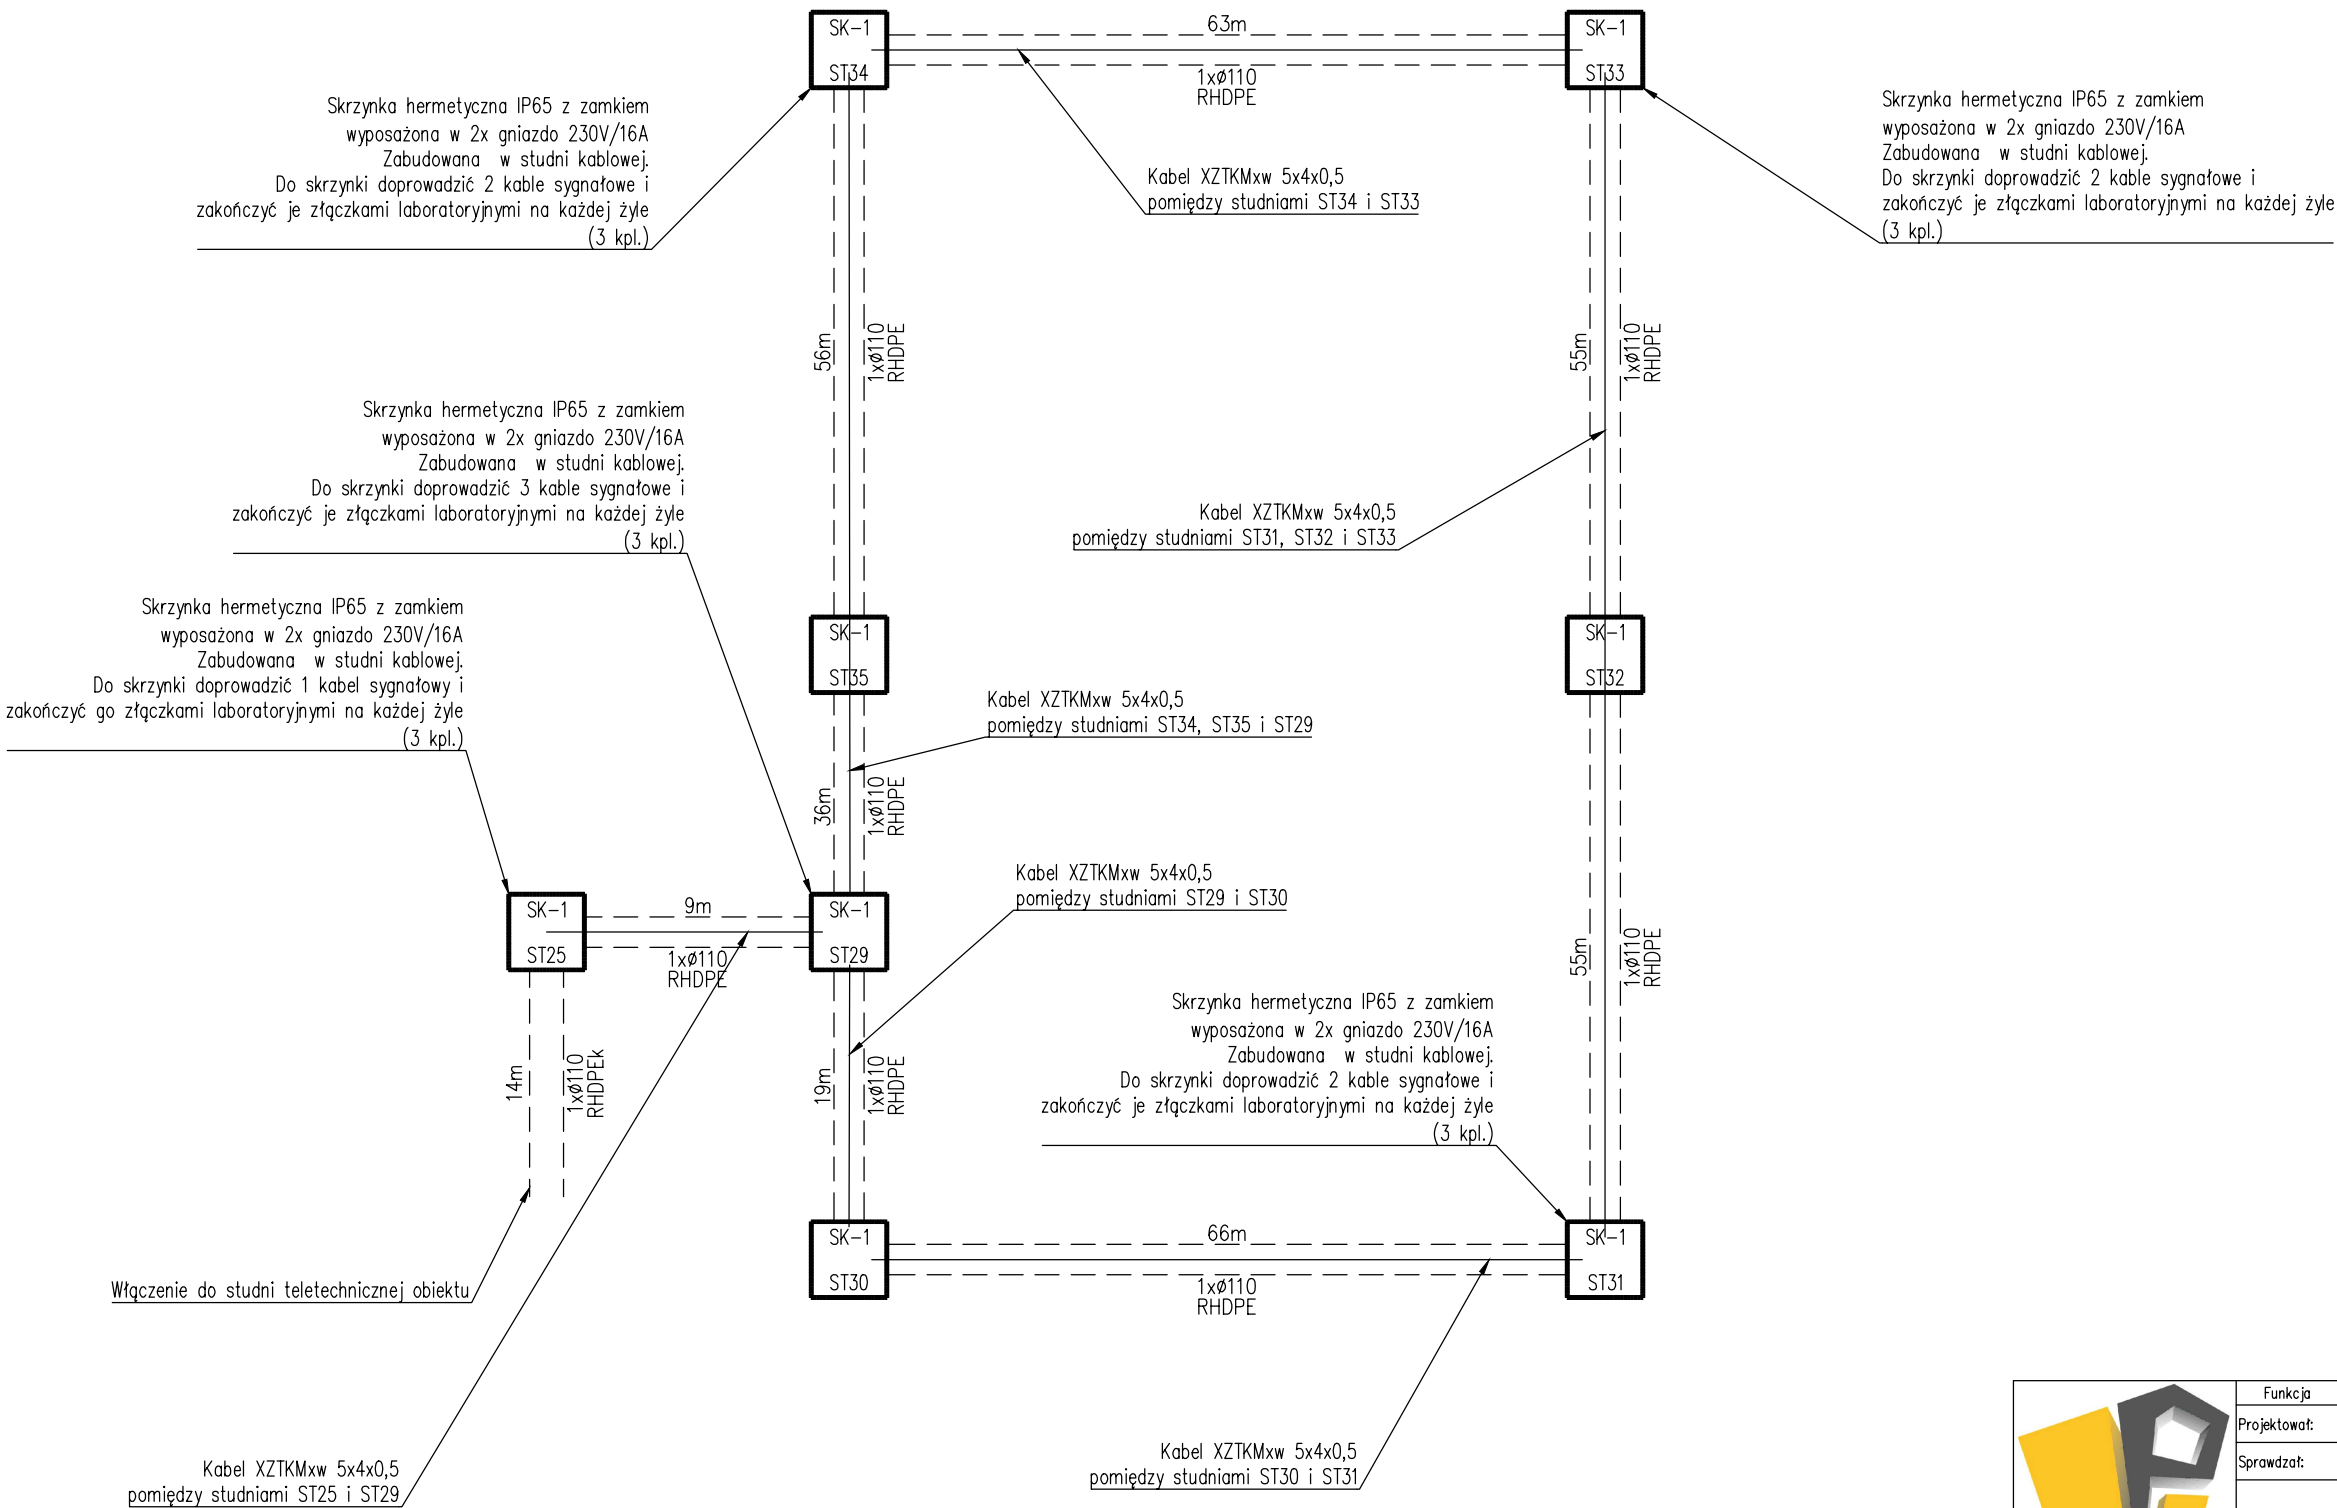 SK-1
ST34
63m
1xø110
RHDPE
SK-1
ST33
Skrzynka hermetyczna IP65 z zamkiem
wyposażona w 2x gniazdo 230V/16A
Zabudowana w studni kablowej.
Do skrzynki doprowadzić 2 kable sygnałowe i
zakończyć je złączkami laboratoryjnymi na każdej żyle
(3 kpl.)
Skrzynka hermetyczna IP65 z zamkiem
wyposażona w 2x gniazdo 230V/16A
Zabudowana w studni kablowej.
Do skrzynki doprowadzić 2 kable sygnałowe i
zakończyć je złączkami laboratoryjnymi na każdej żyle
(3 kpl.)
Kabel XZTKMxw 5x4x0,5
pomiędzy studniami ST34 i ST33
56m
1xø110
RHDPE
55m
1xø110
RHDPE
Skrzynka hermetyczna IP65 z zamkiem
wyposażona w 2x gniazdo 230V/16A
Zabudowana w studni kablowej.
Do skrzynki doprowadzić 3 kable sygnałowe i
zakończyć je złączkami laboratoryjnymi na każdej żyle
(3 kpl.)
Kabel XZTKMxw 5x4x0,5
pomiędzy studniami ST31, ST32 i ST33
Skrzynka hermetyczna IP65 z zamkiem
wyposażona w 2x gniazdo 230V/16A
Zabudowana w studni kablowej.
Do skrzynki doprowadzić 1 kabel sygnałowy i
zakończyć go złączkami laboratoryjnymi na każdej żyle
(3 kpl.)
SK-1
ST35
SK-1
ST32
Kabel XZTKMxw 5x4x0,5
pomiędzy studniami ST34, ST35 i ST29
36m
1xø110
RHDPE
Kabel XZTKMxw 5x4x0,5
pomiędzy studniami ST29 i ST30
SK-1
ST25
9m
1xø110
RHDPE
SK-1
ST29
55m
1xø110
RHDPE
14m
1xø110
RHDPEk
19m
1xø110
RHDPE
Skrzynka hermetyczna IP65 z zamkiem
wyposażona w 2x gniazdo 230V/16A
Zabudowana w studni kablowej.
Do skrzynki doprowadzić 2 kable sygnałowe i
zakończyć je złączkami laboratoryjnymi na każdej żyle
(3 kpl.)
SK-1
ST30
66m
1xø110
RHDPE
SK-1
ST31
Włączenie do studni teletechnicznej obiektu
Kabel XZTKMxw 5x4x0,5
pomiędzy studniami ST25 i ST29
Kabel XZTKMxw 5x4x0,5
pomiędzy studniami ST30 i ST31
Funkcja
Projektował:
Sprawdzał: